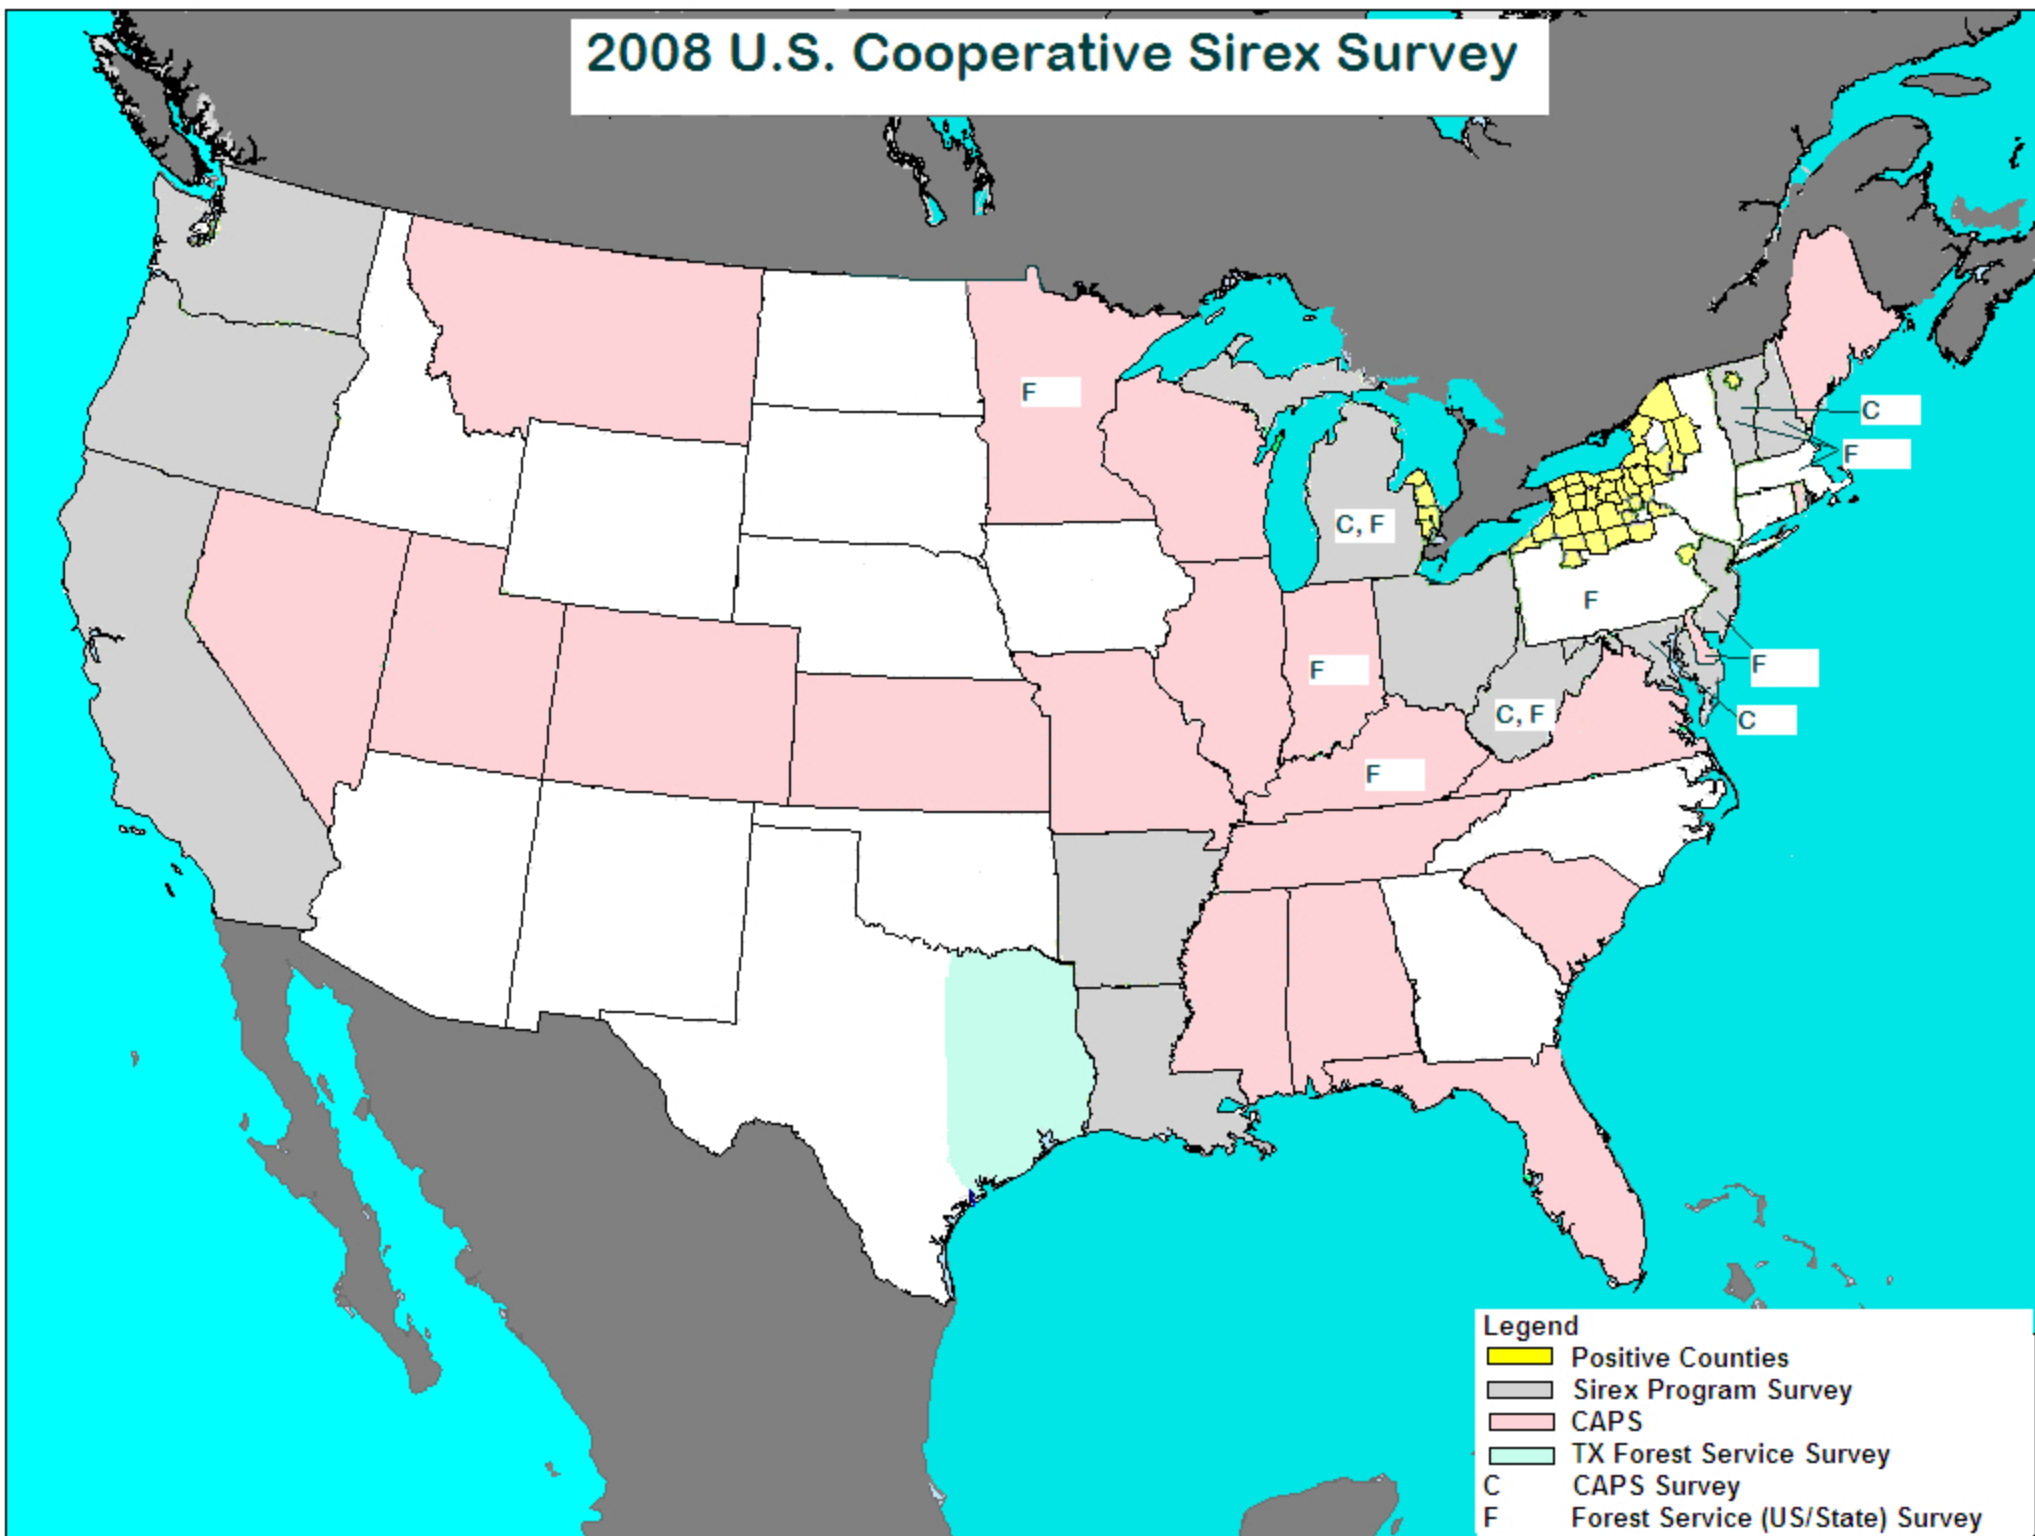 2008 U.S. Cooperative Sirex Survey
F
C
F
C, F
F
F
F
C, F
C
F
Legend
Positive Counties
Sirex Program Survey
CAPS
TX Forest Service Survey
C CAPS Survey
F Forest Service (US/State) Survey